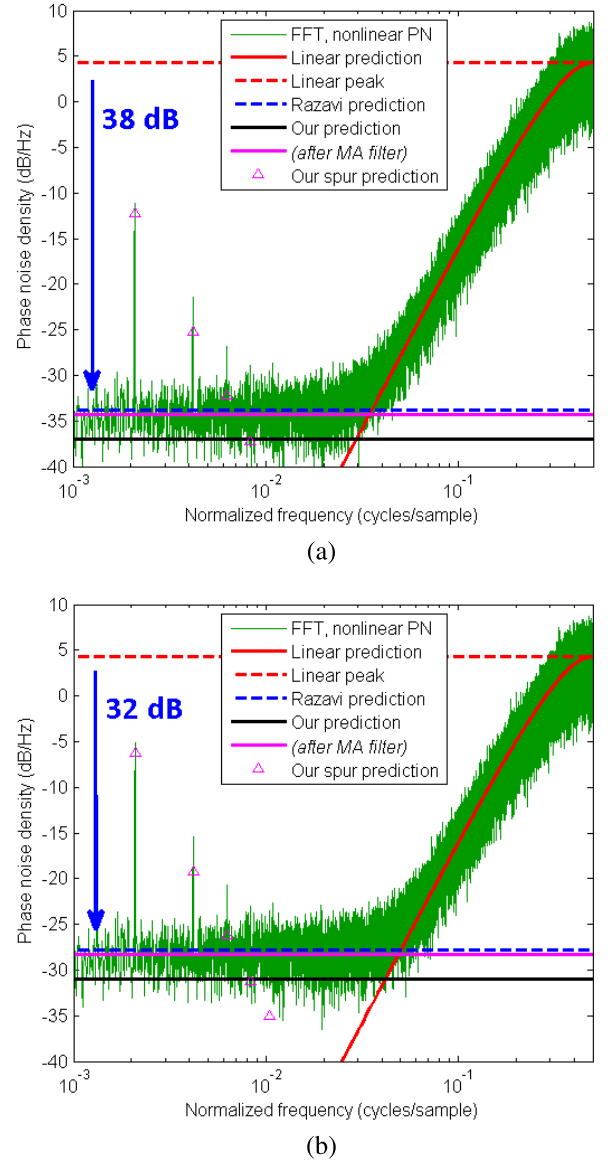 10
5
0
-5
-10
-15
-20
-25
-30
-35
-40
Phase noise density (dB/Hz)
38 dB
FFT, nonlinear PN
Linear prediction
Linear peak
Razavi prediction
Our prediction
(after MA filter)
Our spur prediction
10^-3
10^-2
10^-1
Normalized frequency (cycles/sample)
(a)
10
5
0
-5
-10
-15
-20
-25
-30
-35
-40
Phase noise density (dB/Hz)
32 dB
FFT, nonlinear PN
Linear prediction
Linear peak
Razavi prediction
Our prediction
(after MA filter)
Our spur prediction
10^-3
10^-2
10^-1
Normalized frequency (cycles/sample)
(b)